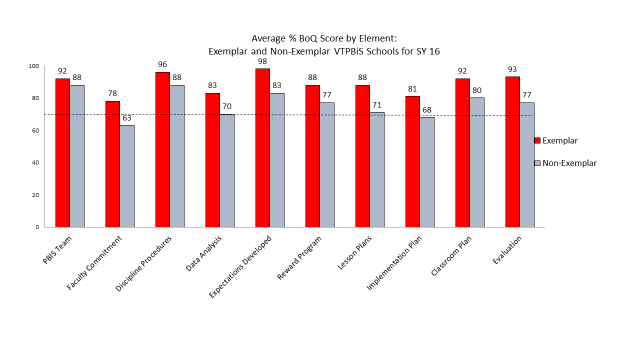 Average % BoQ Score by Element:
Exemplar and Non-Exemplar VTPBiS Schools for SY 16
100
80
60
40
20
0
92
88
78
63
96
88
83
70
98
83
88
77
88
71
81
68
92
80
93
77
PBIS Team
Faculty Commitment
Discipline Procedures
Data Analysis
Expectations Developed
Reward Program
Lesson Plans
Implementation Plan
Classroom Plan
Evaluation
Exemplar
Non-Exemplar